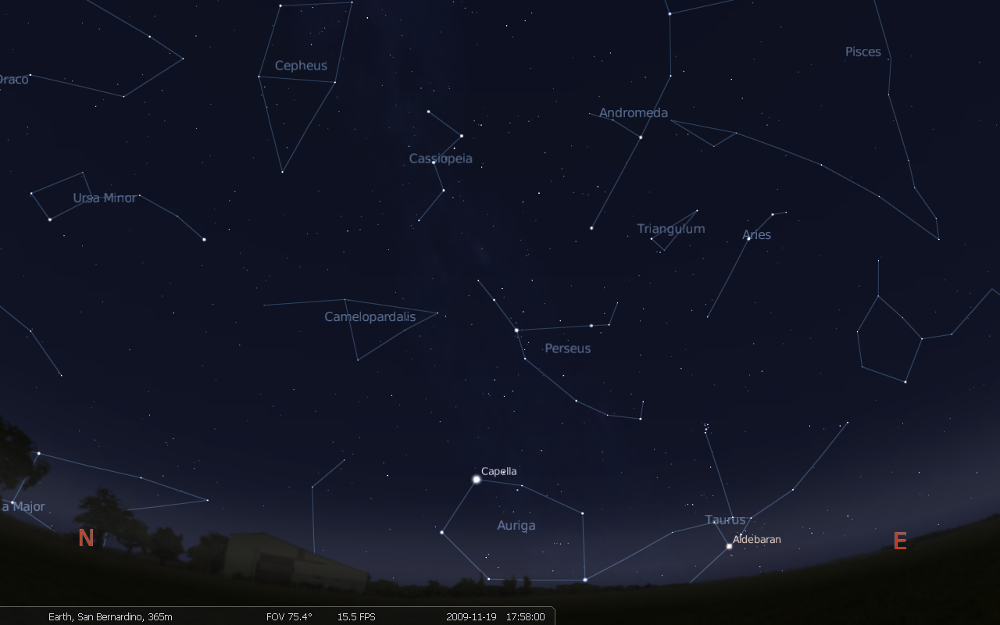 Pisces
Cepheus
Draco
Andromeda
Cassiopeia
Ursa Minor
Triangulum
Aries
Camelopardalis
Perseus
Capella
a Major
Auriga
Taurus
Aldebaran
N
E
Earth, San Bernardino, 365m FOV 75.4° 15.5 FPS 2009-11-19 17:58:00